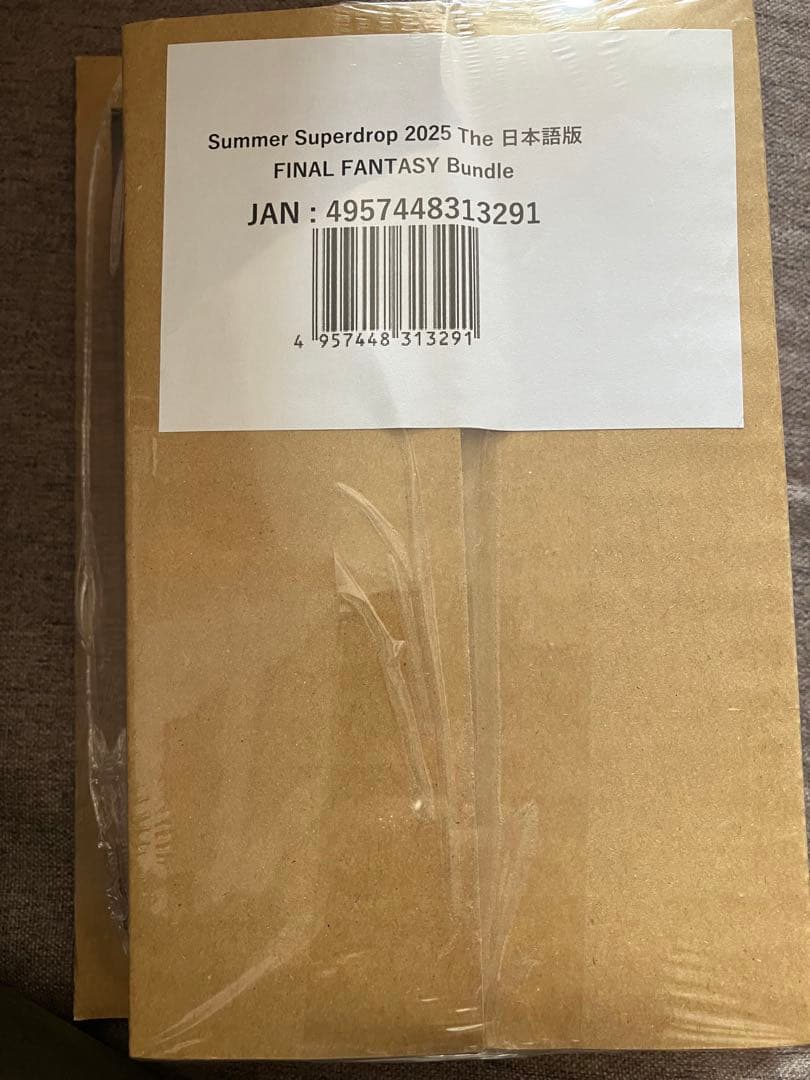 Summer Superdrop 2025 The 日本語版
FINAL FANTASY Bundle
JAN : 4957448313291
4 957448 313291